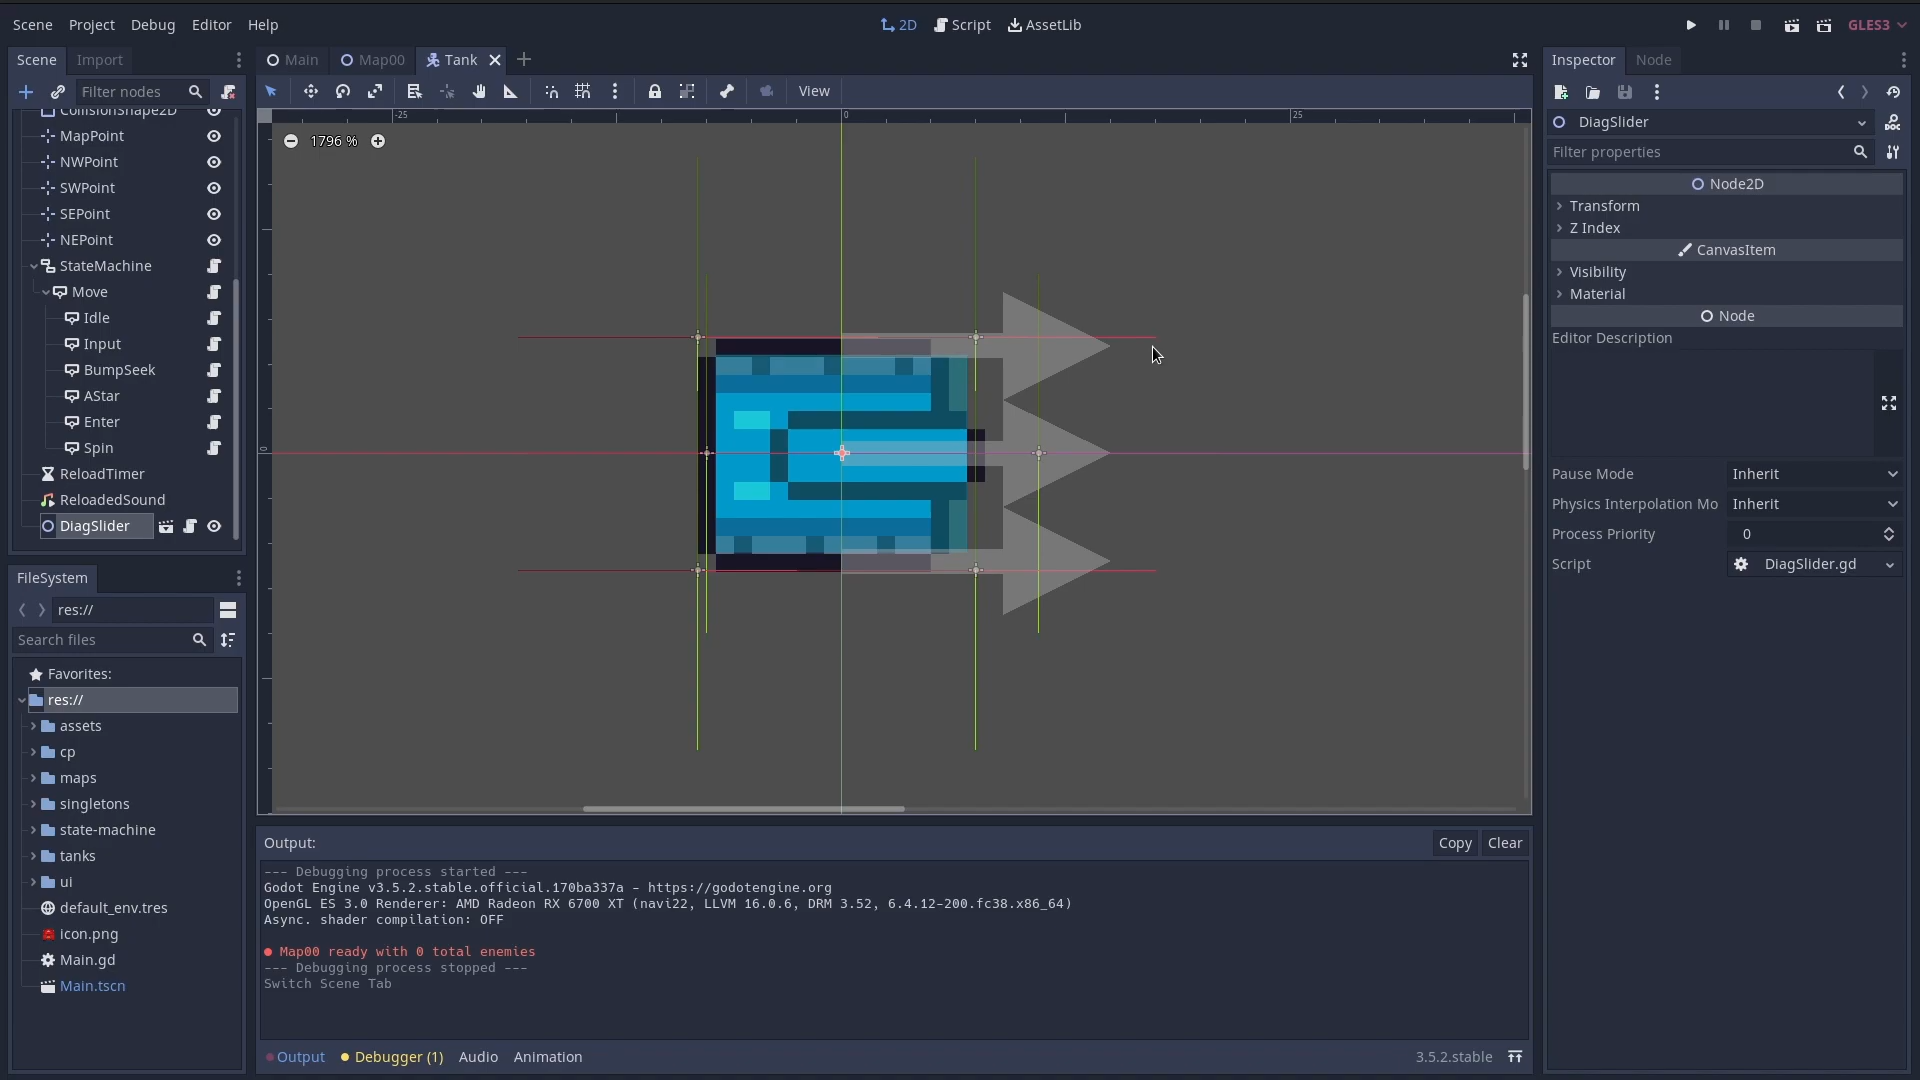 Scene Project Debug Editor Help
2D Script AssetLib
GLES3
Scene Import
Main Map00 Tank
Inspector Node
Filter nodes
View
CollisionShape2D
MapPoint
NWPoint
SWPoint
SEPoint
NEPoint
StateMachine
Move
Idle
Input
BumpSeek
AStar
Enter
Spin
ReloadTimer
ReloadedSound
DiagSlider
FileSystem
res://
Search files
Favorites:
res://
assets
cp
maps
singletons
state-machine
tanks
ui
default_env.tres
icon.png
Main.gd
Main.tscn
-25 0 25
1796 %
0
Output:
Copy Clear
--- Debugging process started ---
Godot Engine v3.5.2.stable.official.170ba337a - https://godotengine.org
OpenGL ES 3.0 Renderer: AMD Radeon RX 6700 XT (navi22, LLVM 16.0.6, DRM 3.52, 6.4.12-200.fc38.x86_64)
Async. shader compilation: OFF
Map00 ready with 0 total enemies
--- Debugging process stopped ---
Switch Scene Tab
Output Debugger (1) Audio Animation
3.5.2.stable
DiagSlider
DOC
Filter properties
Node2D
Transform
Z Index
CanvasItem
Visibility
Material
Node
Editor Description
Pause Mode Inherit
Physics Interpolation Mo Inherit
Process Priority 0
Script DiagSlider.gd